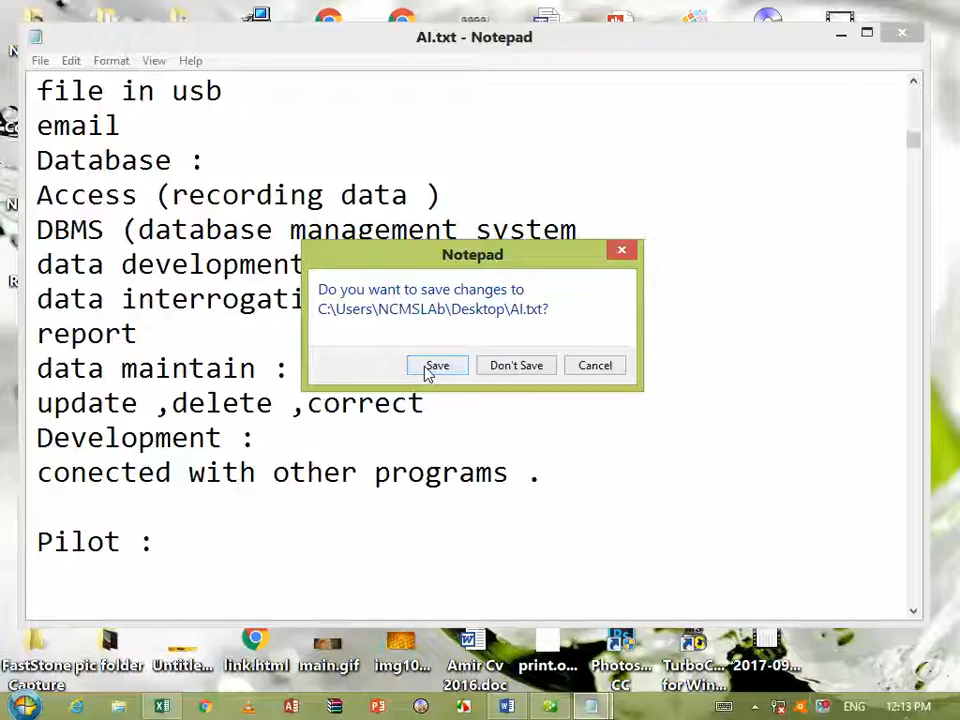 AI.txt - Notepad
File Edit Format View Help
file in usb
email
Database :
Access (recording data )
DBMS (database management system
data development
data interrogati
report
data maintain :
update ,delete ,correct
Development :
conected with other programs .
Pilot :
Notepad
Do you want to save changes to
C:\Users\NCMSLAb\Desktop\AI.txt?
Save Don't Save Cancel
FastStone Capture
pic folder
Untitle...
link.html
main.gif
img10...
Amir Cv 2016.doc
print.o...
Photos... CC
TurboC... for Win...
2017-09...
ENG 12:13 PM